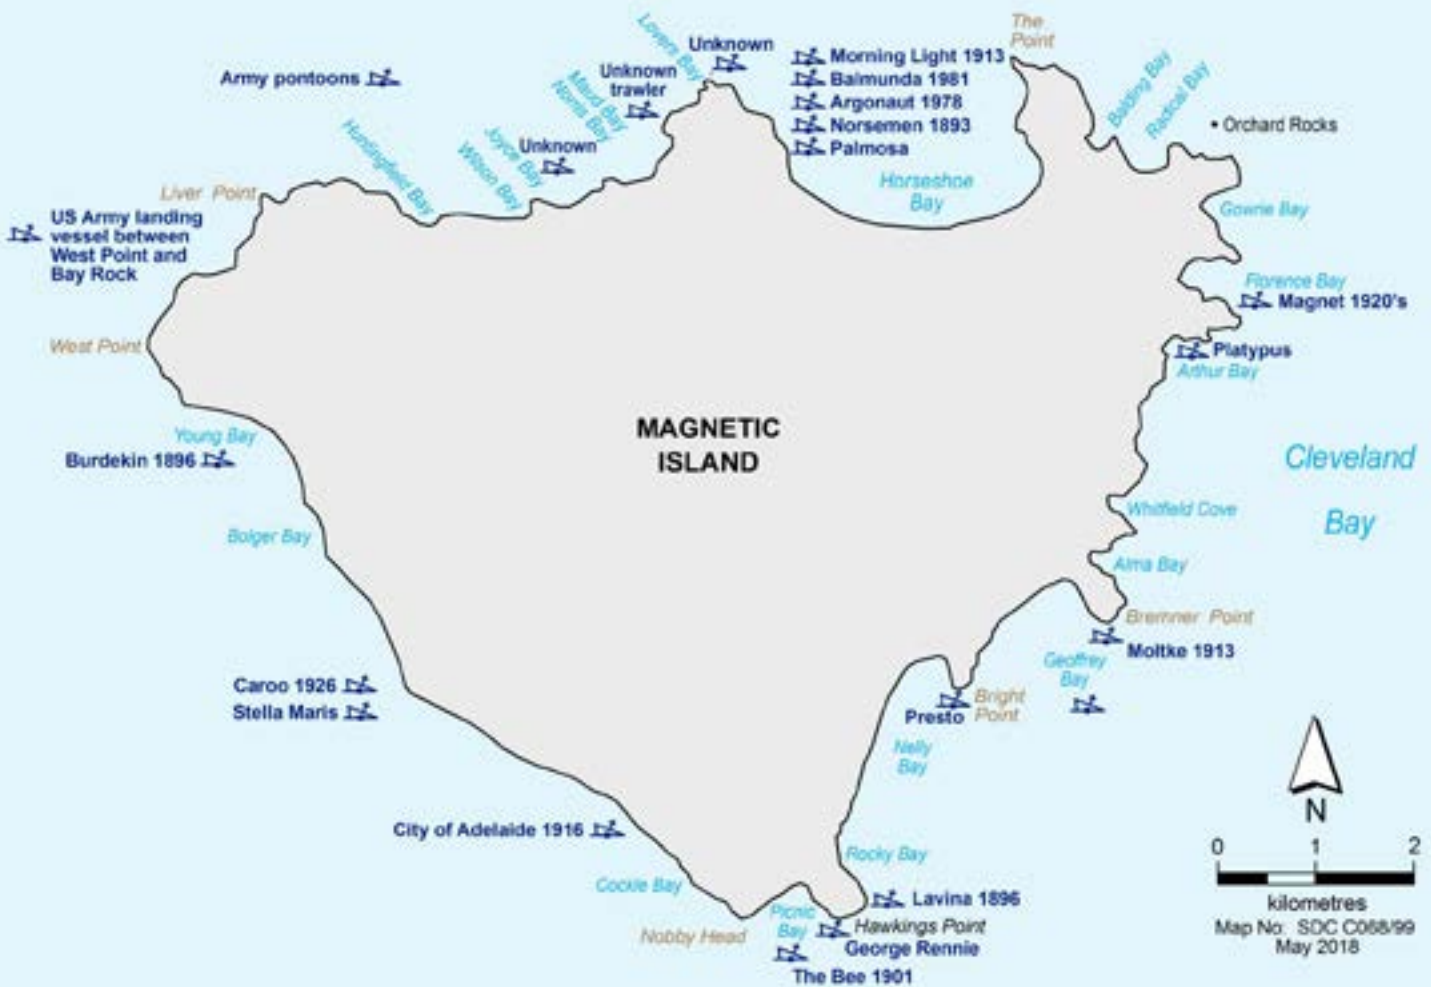 The
Point
Lovers Bay
Unknown
Morning Light 1913
Balmunda 1981
Argonaut 1978
Norsemen 1893
Palmosa
Army pontoons
Unknown
trawler
Maud Bay
Norris Bay
Balding Bay
Radical Bay
Orchard Rocks
Huntingfield Bay
Joyce Bay
Wilson Bay
Unknown
Horseshoe
Bay
Liver Point
Gowrie Bay
US Army landing
vessel between
West Point and
Bay Rock
Florence Bay
Magnet 1920's
West Point
Platypus
Arthur Bay
MAGNETIC
ISLAND
Young Bay
Burdekin 1896
Cleveland
Bay
Whitfield Cove
Bolger Bay
Alma Bay
Bremner Point
Moltke 1913
Geoffrey
Bay
Caroo 1926
Stella Maris
Presto
Bright
Point
Nelly
Bay
N
City of Adelaide 1916
0 1 2
kilometres
Map No: SDC C068/99
May 2018
Rocky Bay
Cockle Bay
Lavina 1896
Picnic
Bay
Hawkings Point
Nobby Head
George Rennie
The Bee 1901